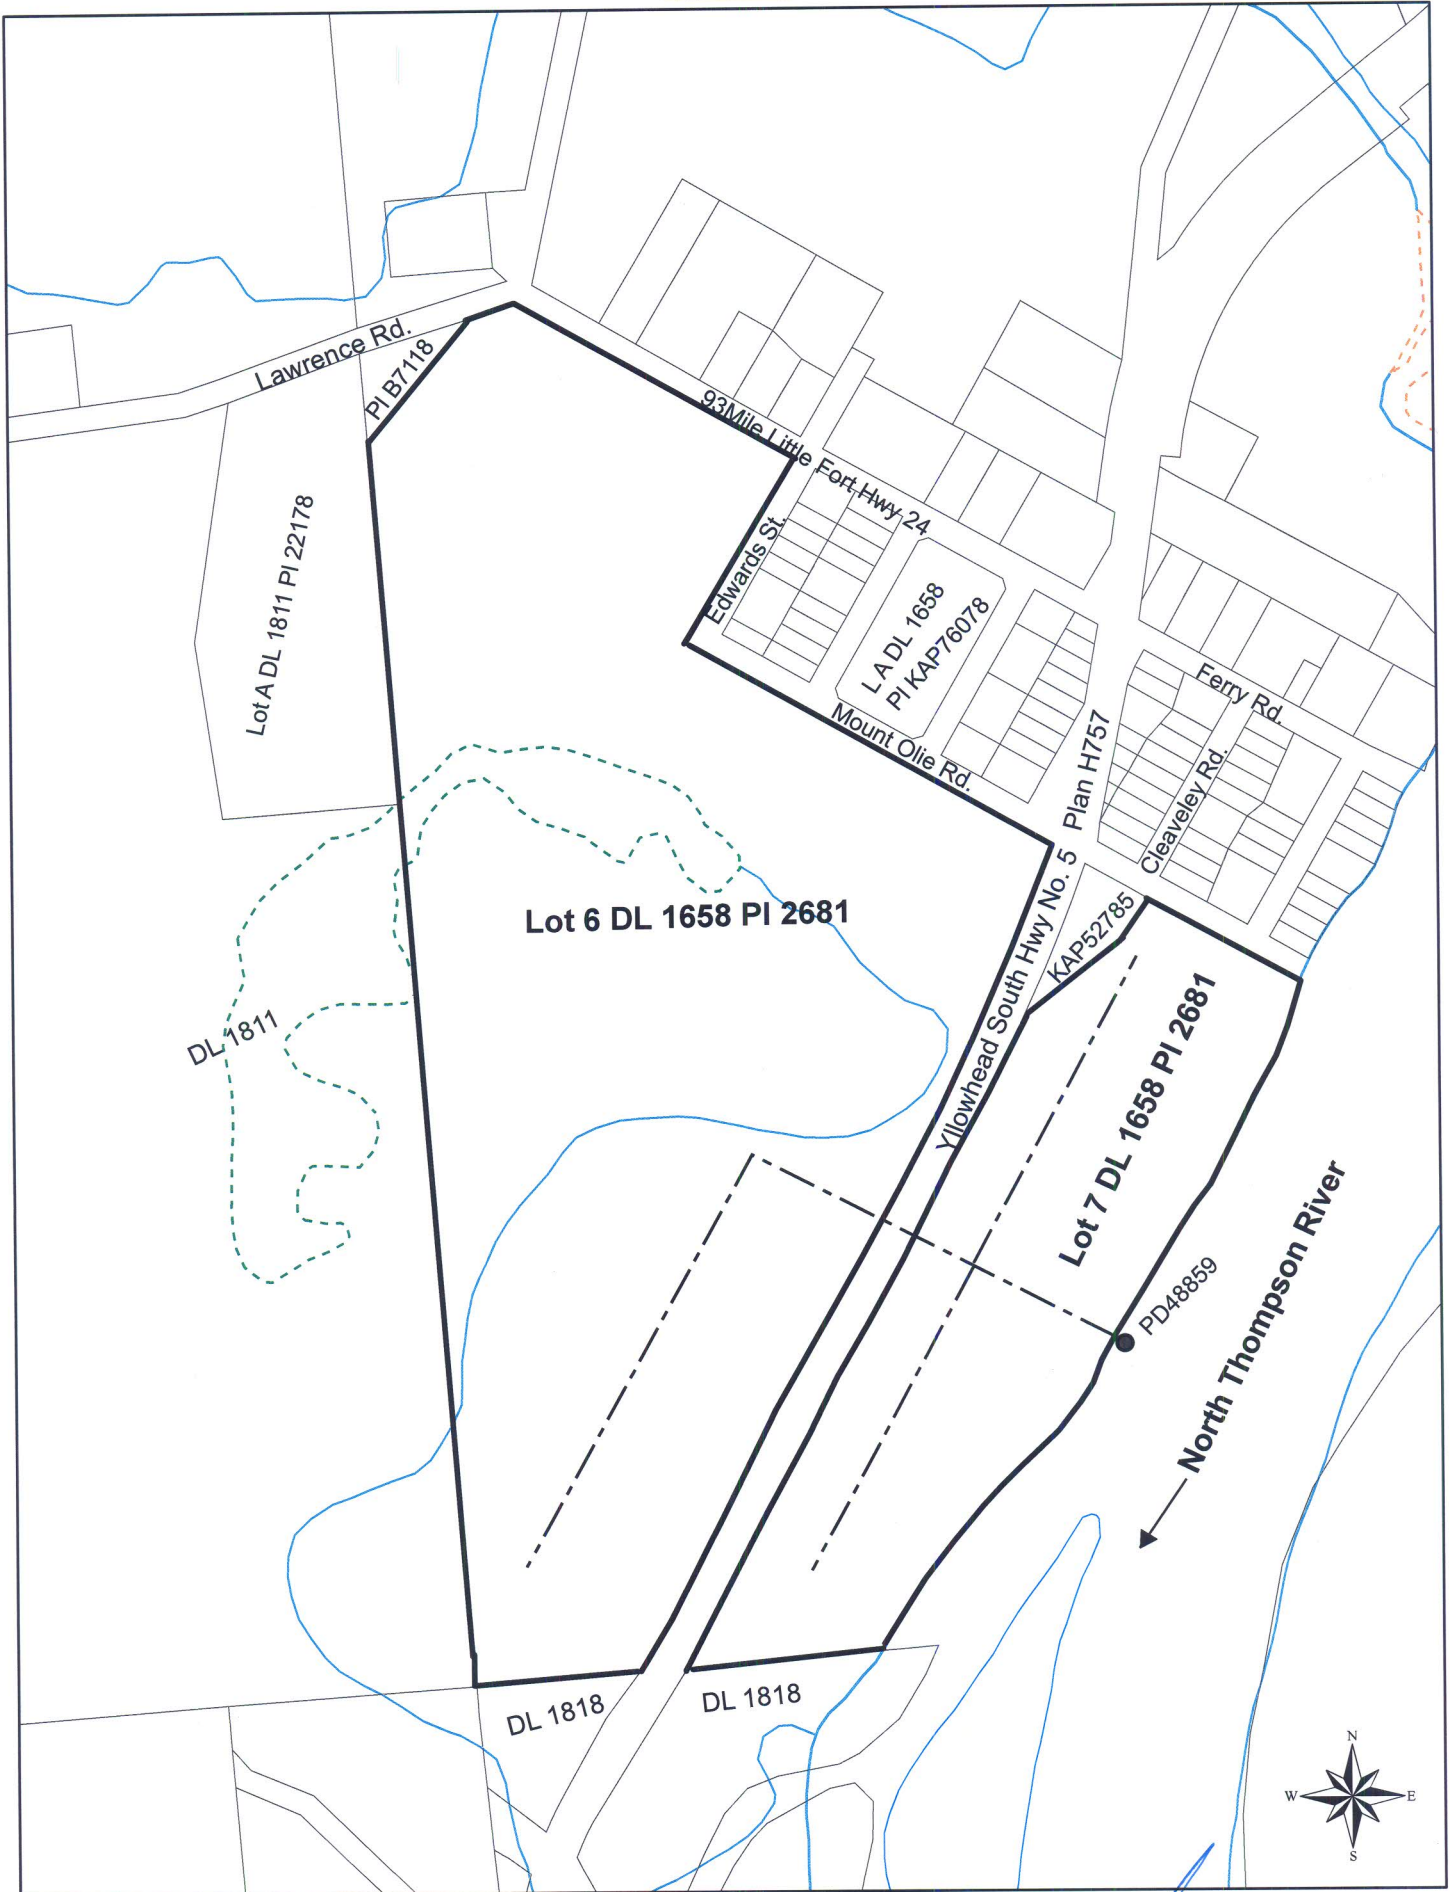 Lawrence Rd.
Pl B7118
93Mile Little Fort Hwy 24
Lot A DL 1811 Pl 22178
Edwards St.
L A DL 1658
Pl KAP76078
Ferry Rd.
Mount Olie Rd.
Plan H757
Cleaveley Rd.
Lot 6 DL 1658 Pl 2681
KAP52785
Yllowhead South Hwy No. 5
DL 1811
Lot 7 DL 1658 Pl 2681
PD48859
North Thompson River
DL 1818
DL 1818
N
W
E
S